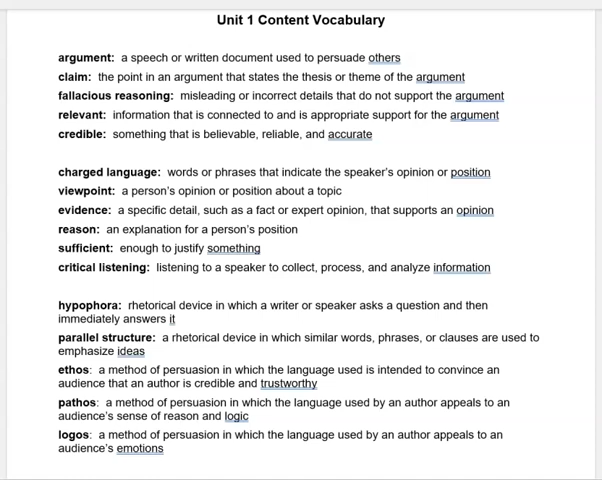 Unit 1 Content Vocabulary
argument: a speech or written document used to persuade others
claim: the point in an argument that states the thesis or theme of the argument
fallacious reasoning: misleading or incorrect details that do not support the argument
relevant: information that is connected to and is appropriate support for the argument
credible: something that is believable, reliable, and accurate
charged language: words or phrases that indicate the speaker's opinion or position
viewpoint: a person's opinion or position about a topic
evidence: a specific detail, such as a fact or expert opinion, that supports an opinion
reason: an explanation for a person's position
sufficient: enough to justify something
critical listening: listening to a speaker to collect, process, and analyze information
hypophora: rhetorical device in which a writer or speaker asks a question and then
immediately answers it
parallel structure: a rhetorical device in which similar words, phrases, or clauses are used to
emphasize ideas
ethos: a method of persuasion in which the language used is intended to convince an
audience that an author is credible and trustworthy
pathos: a method of persuasion in which the language used by an author appeals to an
audience's sense of reason and logic
logos: a method of persuasion in which the language used by an author appeals to an
audience's emotions